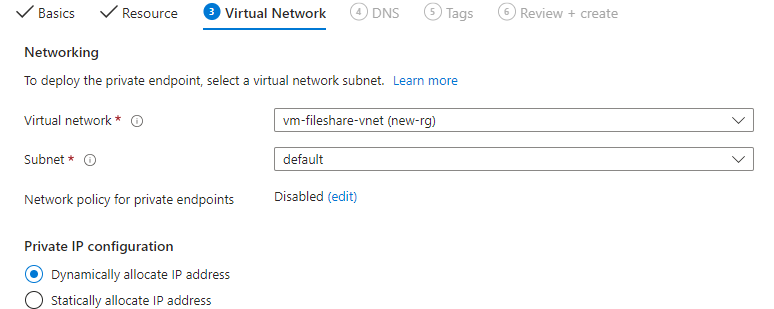 Basics Resource 3 Virtual Network 4 DNS 5 Tags 6 Review + create
Networking
To deploy the private endpoint, select a virtual network subnet. Learn more
Virtual network * vm-fileshare-vnet (new-rg)
Subnet * default
Network policy for private endpoints Disabled (edit)
Private IP configuration
Dynamically allocate IP address
Statically allocate IP address